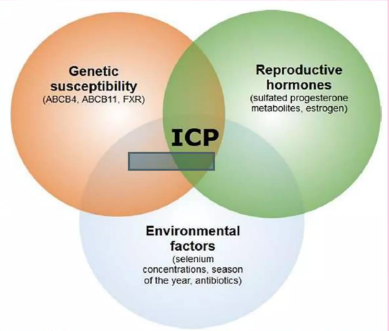 Genetic
susceptibility
(ABCB4, ABCB11, FXR)
Reproductive
hormones
(sulfated progesterone
metabolites, estrogen)
ICP
Environmental
factors
(selenium
concentrations, season
of the year, antibiotics)